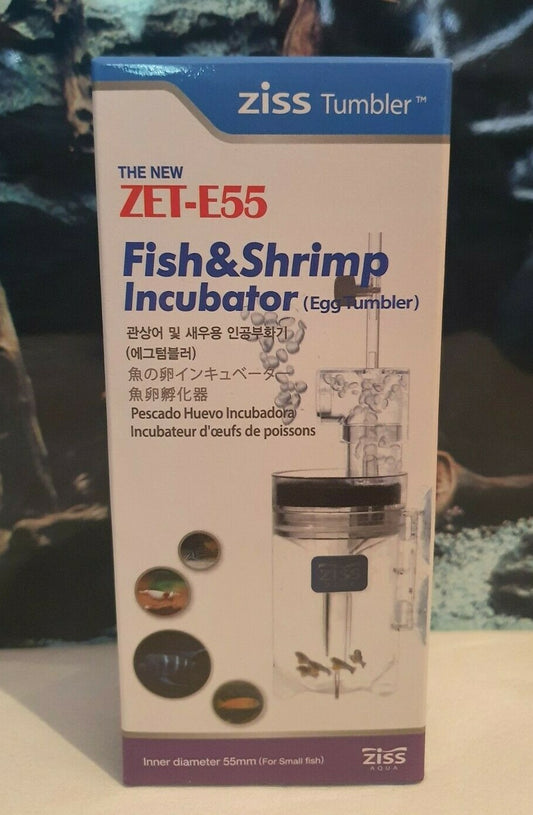 ziss Tumbler™
THE NEW
ZET-E55
Fish&Shrimp
Incubator (Egg Tumbler)
관상어 및 새우용 인공부화기
(에그텀블러)
魚の卵インキュベーター
魚卵孵化器
Pescado Huevo Incubadora
Incubateur d'œufs de poissons
ziss
Inner diameter 55mm (For Small fish)
ziss
AQUA